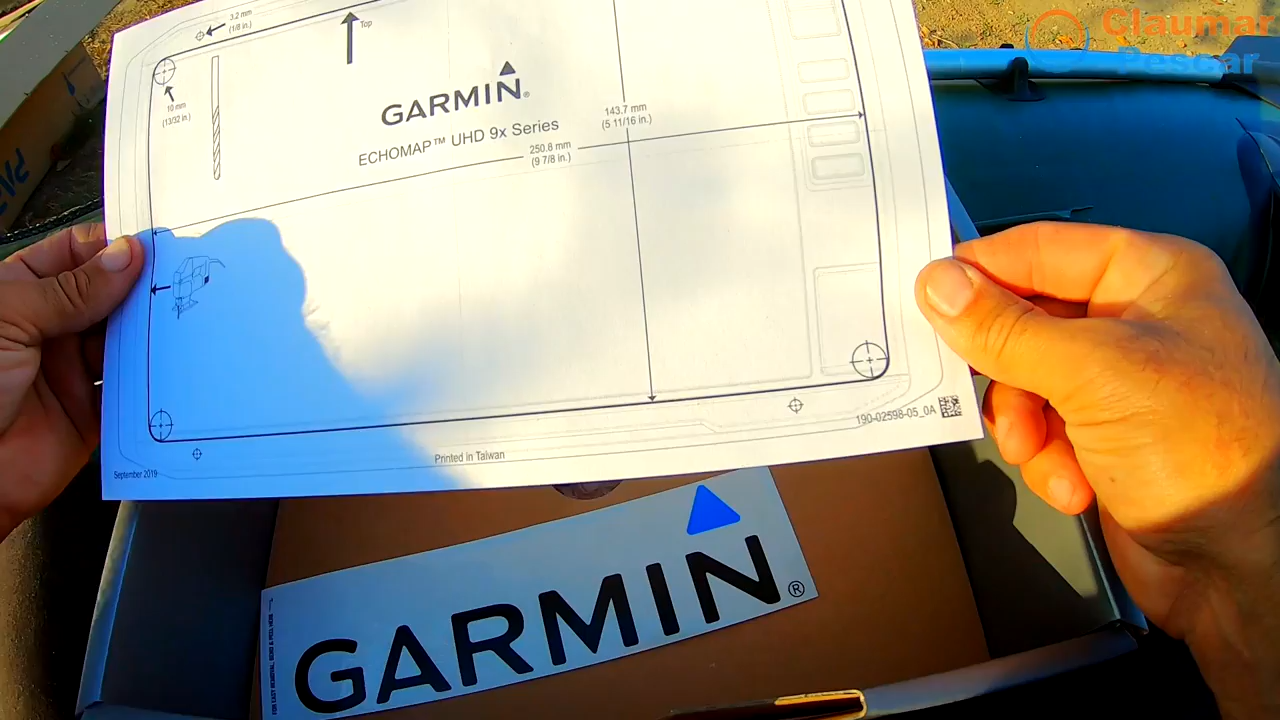 Claumar
Pescar
3.2 mm
(1/8 in.)
Top
10 mm
(13/32 in.)
GARMIN®
ECHOMAP™ UHD 9x Series
143.7 mm
(5 11/16 in.)
250.8 mm
(9 7/8 in.)
190-02598-05_0A
Printed in Taiwan
September 2019
GARMIN®